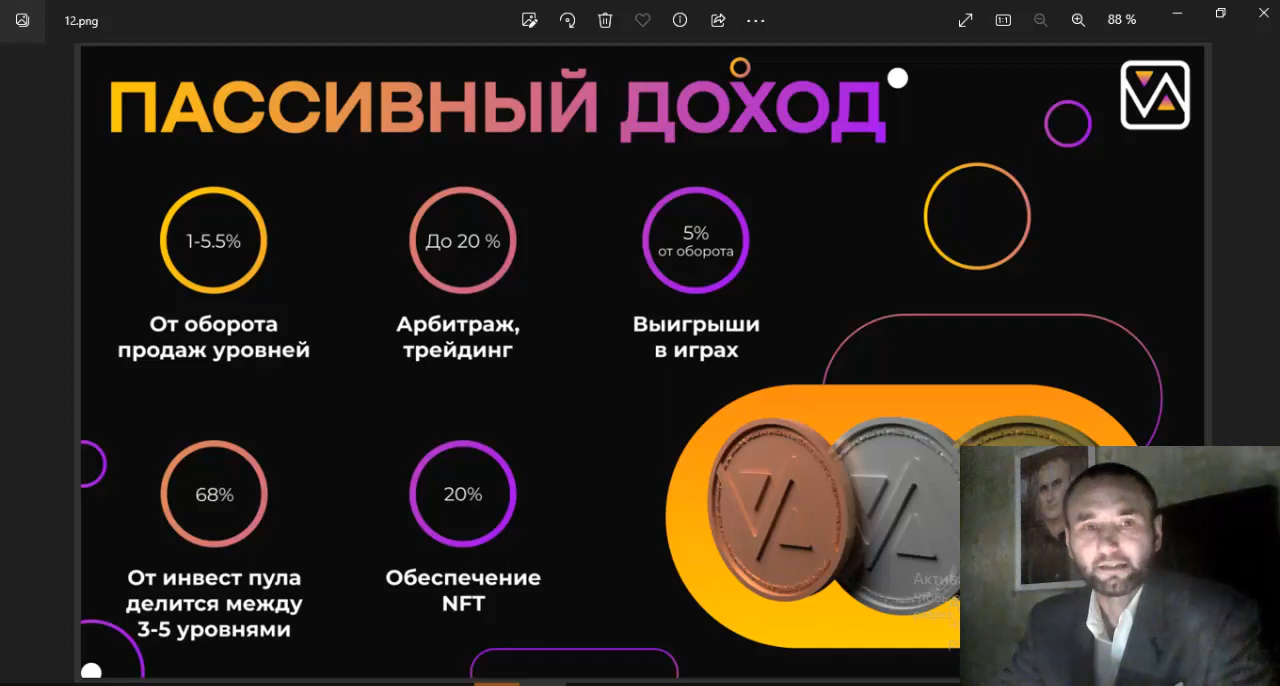 12.png
88 %
ПАССИВНЫЙ ДОХОД
1-5.5%
От оборота
продаж уровней
До 20 %
Арбитраж,
трейдинг
5%
от оборота
Выигрыши
в играх
68%
От инвест пула
делится между
3-5 уровнями
20%
Обеспечение
NFT